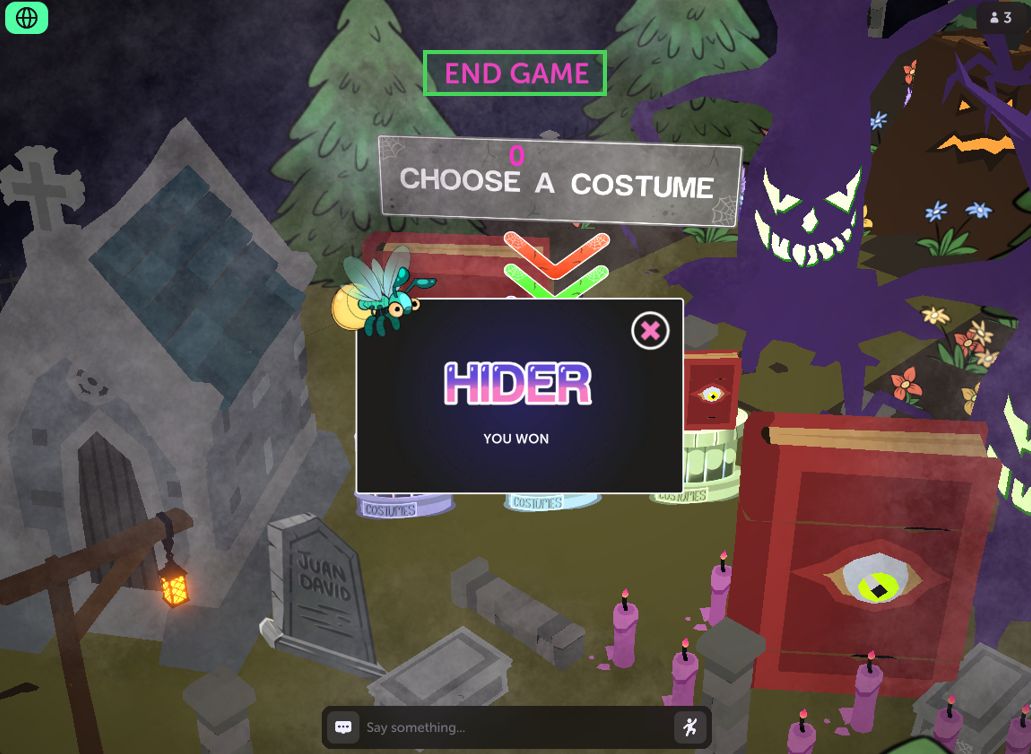 3
END GAME
0
CHOOSE A COSTUME
HIDER
YOU WON
COSTUMES
COSTUMES
COSTUMES
JUAN
DAVID
Say something...